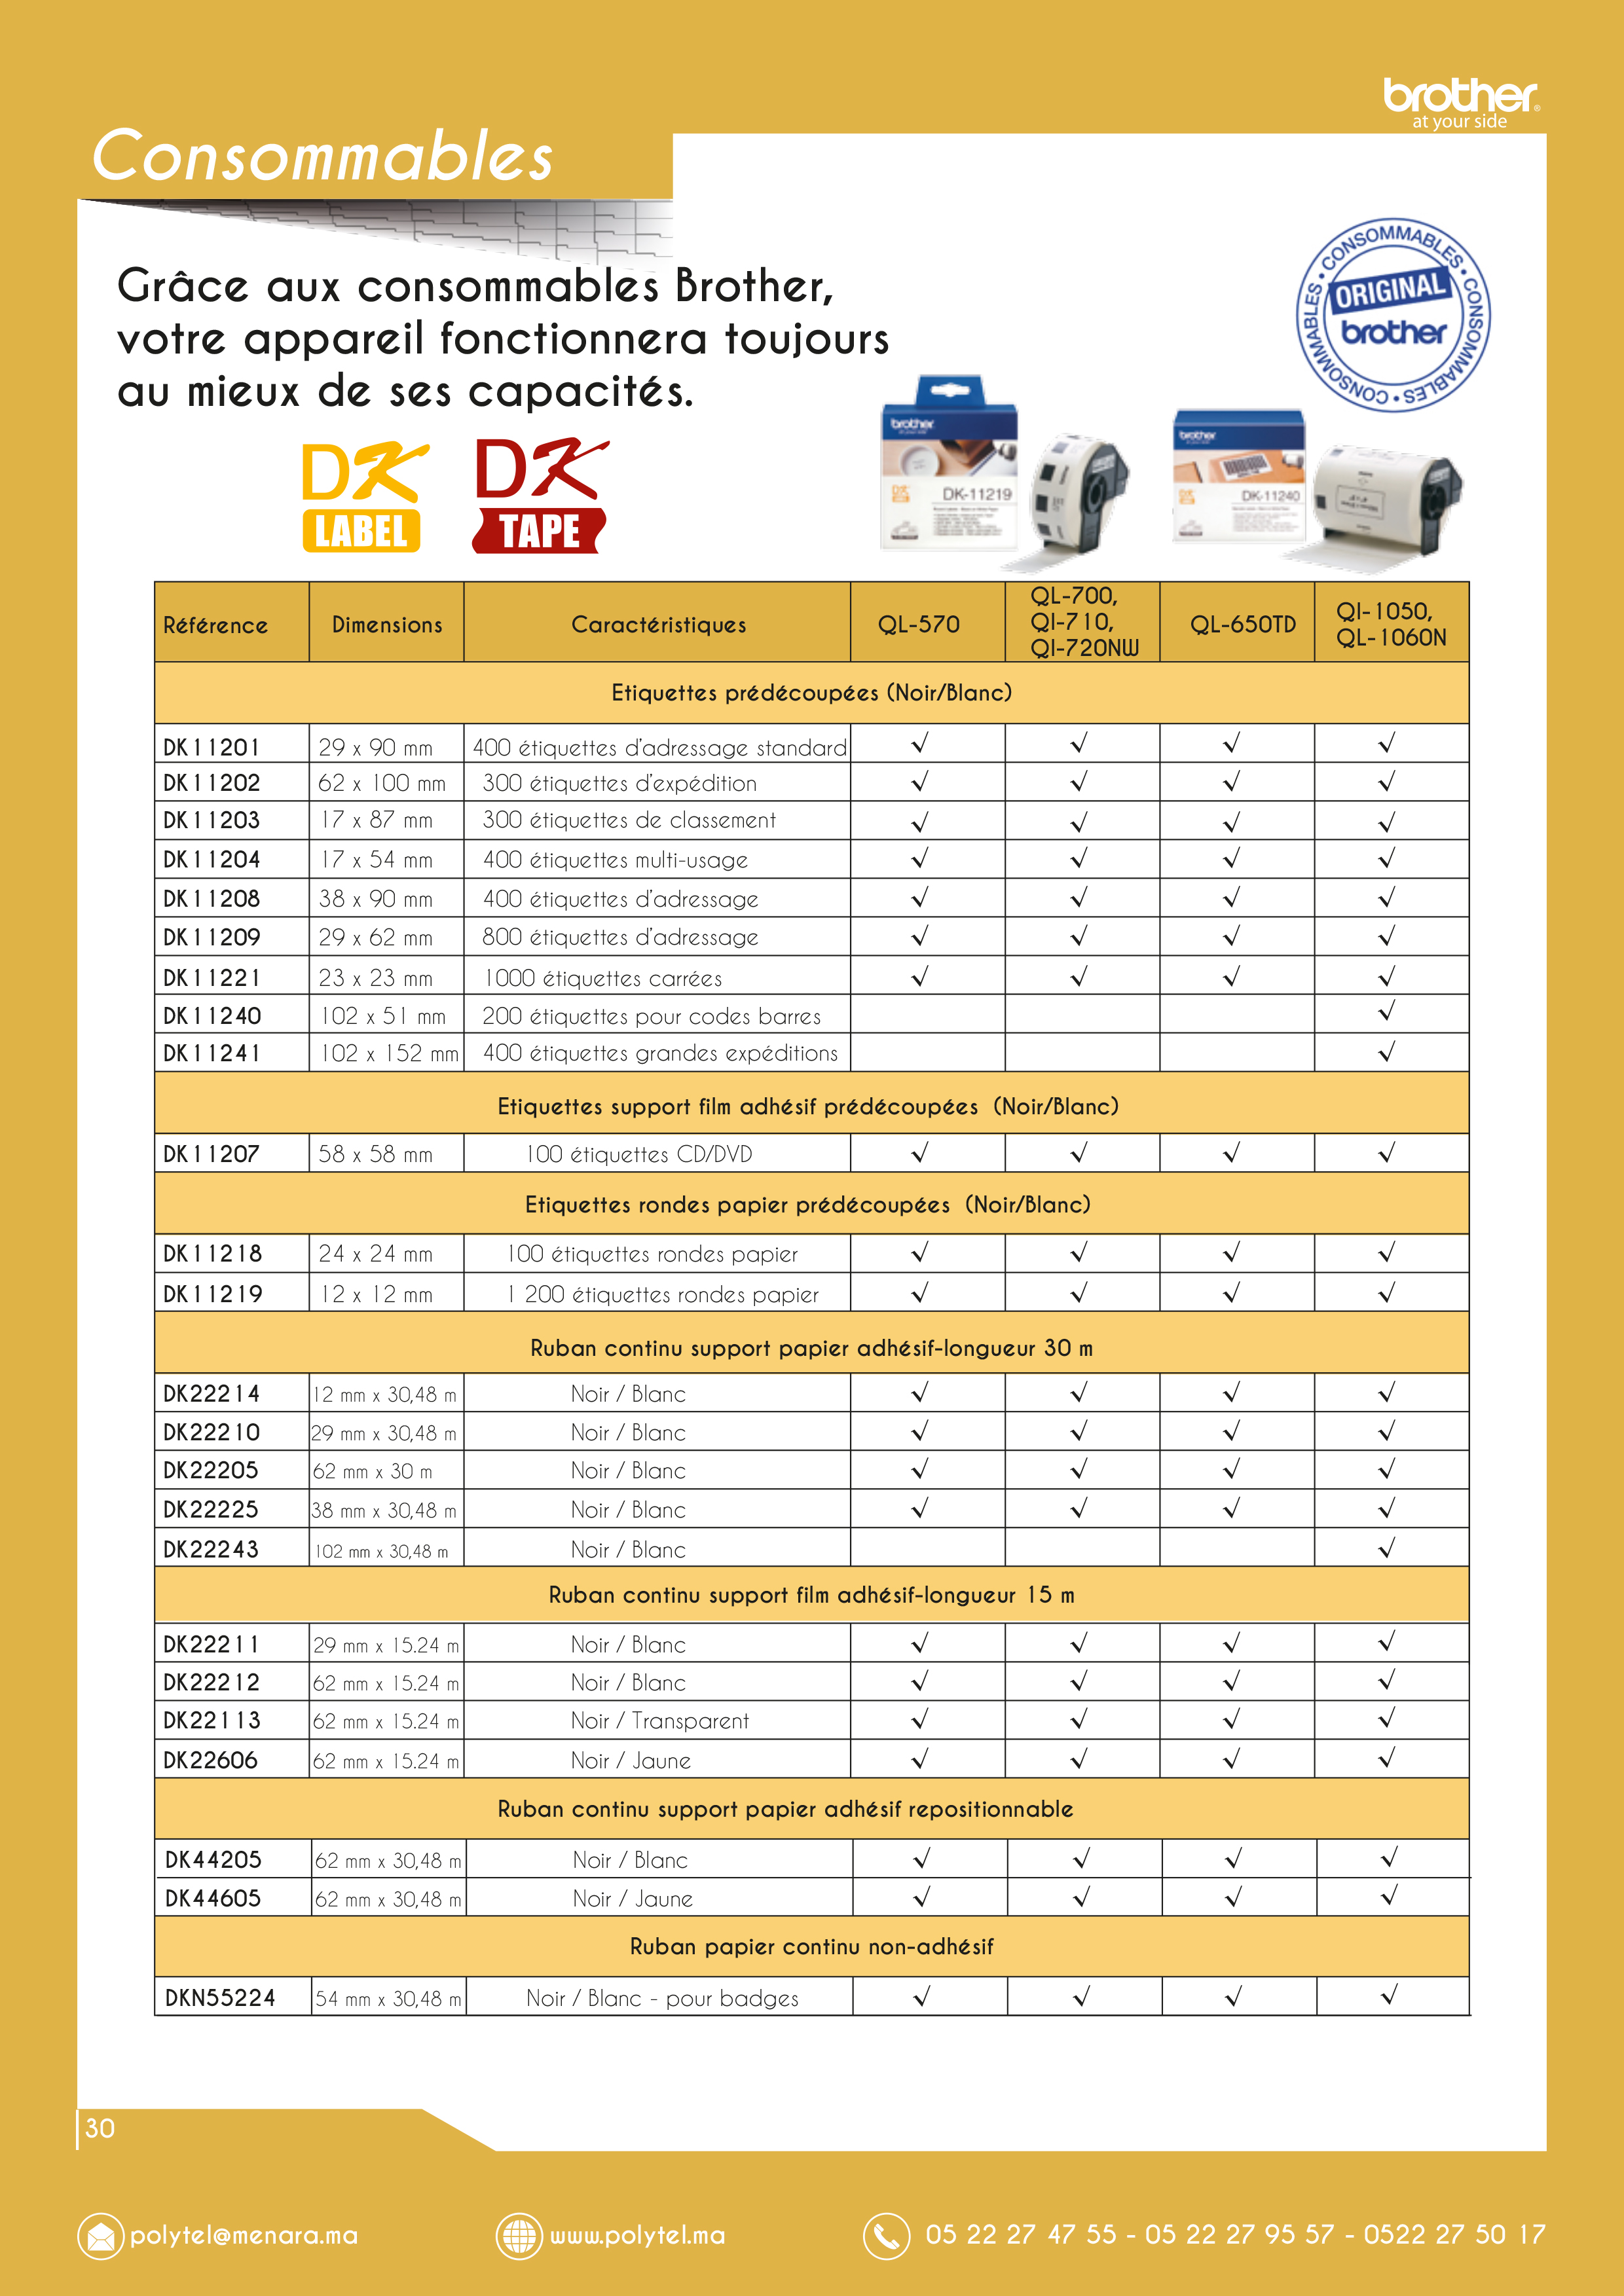 brother
at your side
Consommables
Grâce aux consommables Brother,
votre appareil fonctionnera toujours
au mieux de ses capacités.
CONSOMMABLES • CONSOMMABLES • CONSOMMABLES •
ORIGINAL
brother
DK
LABEL
DK
TAPE
brother
at your side
DK-11219
brother
DK-11240
Référence Dimensions Caractéristiques QL-570 QL-700, QI-710, QI-720NW QL-650TD QI-1050, QL-1060N
Etiquettes prédécoupées (Noir/Blanc)
DK11201 29 x 90 mm 400 étiquettes d'adressage standard √ √ √ √
DK11202 62 x 100 mm 300 étiquettes d'expédition √ √ √ √
DK11203 17 x 87 mm 300 étiquettes de classement √ √ √ √
DK11204 17 x 54 mm 400 étiquettes multi-usage √ √ √ √
DK11208 38 x 90 mm 400 étiquettes d'adressage √ √ √ √
DK11209 29 x 62 mm 800 étiquettes d'adressage √ √ √ √
DK11221 23 x 23 mm 1000 étiquettes carrées √ √ √ √
DK11240 102 x 51 mm 200 étiquettes pour codes barres √
DK11241 102 x 152 mm 400 étiquettes grandes expéditions √
Etiquettes support film adhésif prédécoupées (Noir/Blanc)
DK11207 58 x 58 mm 100 étiquettes CD/DVD √ √ √ √
Etiquettes rondes papier prédécoupées (Noir/Blanc)
DK11218 24 x 24 mm 100 étiquettes rondes papier √ √ √ √
DK11219 12 x 12 mm 1 200 étiquettes rondes papier √ √ √ √
Ruban continu support papier adhésif-longueur 30 m
DK22214 12 mm x 30,48 m Noir / Blanc √ √ √ √
DK22210 29 mm x 30,48 m Noir / Blanc √ √ √ √
DK22205 62 mm x 30 m Noir / Blanc √ √ √ √
DK22225 38 mm x 30,48 m Noir / Blanc √ √ √ √
DK22243 102 mm x 30,48 m Noir / Blanc √
Ruban continu support film adhésif-longueur 15 m
DK22211 29 mm x 15.24 m Noir / Blanc √ √ √ √
DK22212 62 mm x 15.24 m Noir / Blanc √ √ √ √
DK22113 62 mm x 15.24 m Noir / Transparent √ √ √ √
DK22606 62 mm x 15.24 m Noir / Jaune √ √ √ √
Ruban continu support papier adhésif repositionnable
DK44205 62 mm x 30,48 m Noir / Blanc √ √ √ √
DK44605 62 mm x 30,48 m Noir / Jaune √ √ √ √
Ruban papier continu non-adhésif
DKN55224 54 mm x 30,48 m Noir / Blanc - pour badges √ √ √ √
30
polytel@menara.ma www.polytel.ma 05 22 27 47 55 - 05 22 27 95 57 - 0522 27 50 17